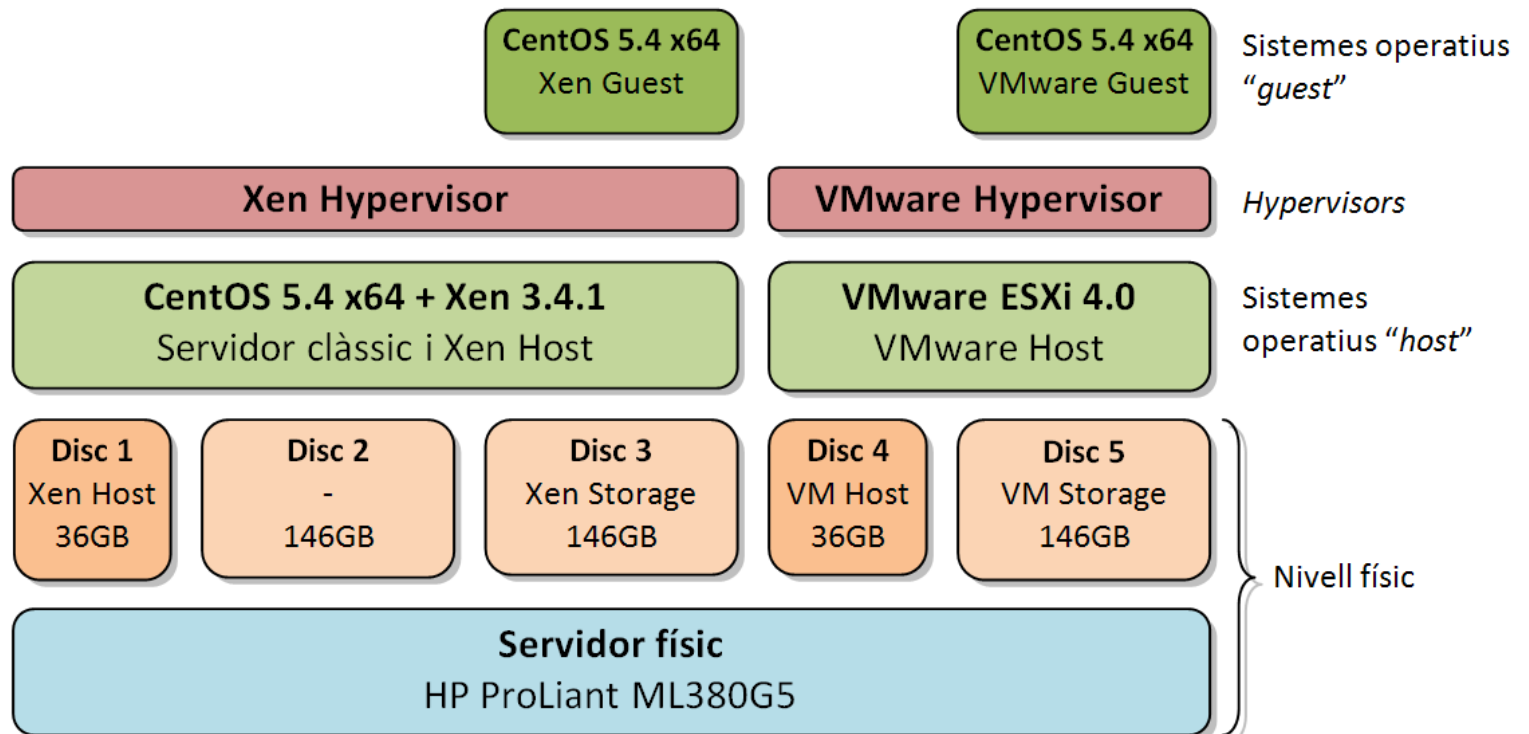 CentOS 5.4 x64
Xen Guest
CentOS 5.4 x64
VMware Guest
Sistemes operatius
“guest”
Xen Hypervisor
VMware Hypervisor
Hypervisors
CentOS 5.4 x64 + Xen 3.4.1
Servidor clàssic i Xen Host
VMware ESXi 4.0
VMware Host
Sistemes
operatius “host”
Disc 1
Xen Host
36GB
Disc 2
-
146GB
Disc 3
Xen Storage
146GB
Disc 4
VM Host
36GB
Disc 5
VM Storage
146GB
Nivell físic
Servidor físic
HP ProLiant ML380G5